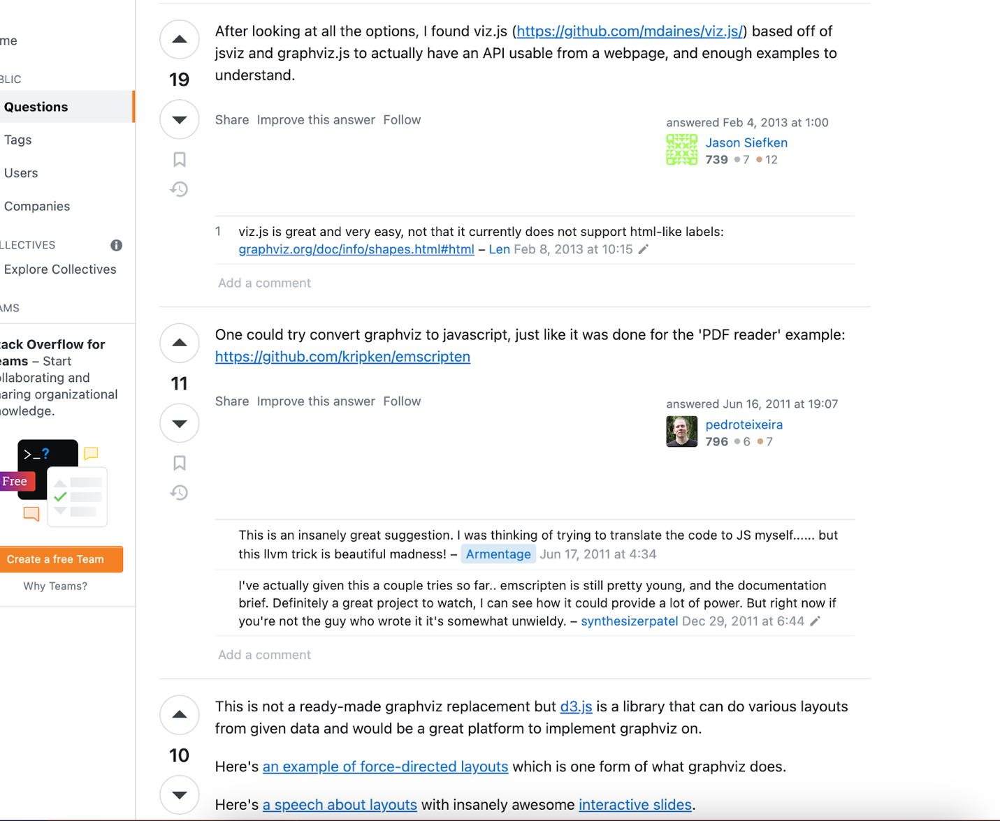 me
BLIC
Questions
Tags
Users
Companies
LLECTIVES
Explore Collectives
AMS
tack Overflow for
eams – Start
ollaborating and
haring organizational
nowledge.
>_?
Free
Create a free Team
Why Teams?
After looking at all the options, I found viz.js (https://github.com/mdaines/viz.js/) based off of
jsviz and graphviz.js to actually have an API usable from a webpage, and enough examples to
understand.
19
Share Improve this answer Follow
answered Feb 4, 2013 at 1:00
Jason Siefken
739 7 12
1 viz.js is great and very easy, not that it currently does not support html-like labels:
graphviz.org/doc/info/shapes.html#html – Len Feb 8, 2013 at 10:15
Add a comment
One could try convert graphviz to javascript, just like it was done for the 'PDF reader' example:
https://github.com/kripken/emscripten
11
Share Improve this answer Follow
answered Jun 16, 2011 at 19:07
pedroteixeira
796 6 7
This is an insanely great suggestion. I was thinking of trying to translate the code to JS myself...... but
this llvm trick is beautiful madness! – Armentage Jun 17, 2011 at 4:34
I've actually given this a couple tries so far.. emscripten is still pretty young, and the documentation
brief. Definitely a great project to watch, I can see how it could provide a lot of power. But right now if
you're not the guy who wrote it it's somewhat unwieldy. – synthesizerpatel Dec 29, 2011 at 6:44
Add a comment
This is not a ready-made graphviz replacement but d3.js is a library that can do various layouts
from given data and would be a great platform to implement graphviz on.
10
Here's an example of force-directed layouts which is one form of what graphviz does.
Here's a speech about layouts with insanely awesome interactive slides.